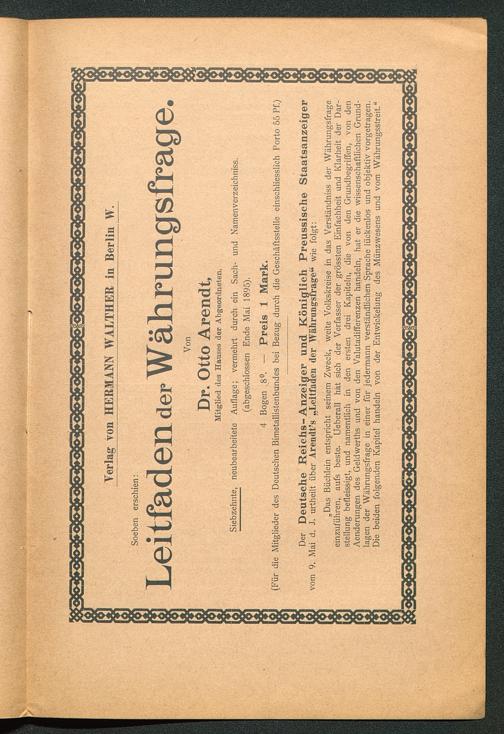 Verlag von HERMANN WALTHER in Berlin W.
Soeben erschien:
Leitfaden der Währungsfrage.
Von
Dr. Otto Arendt,
Mitglied des Hauses der Abgeordneten.
Siebzehnte, neubearbeitete Auflage; vermehrt durch ein Sach- und Namenverzeichniss.
(abgeschlossen Ende Mai 1895).
4 Bogen 8º. — Preis 1 Mark.
(Für die Mitglieder des Deutschen Bimetallistenbundes bei Bezug durch die Geschäftsstelle einschliesslich Porto 55 Pf.)
Der Deutsche Reichs-Anzeiger und Königlich Preussische Staatsanzeiger
vom 9. Mai d. J. urtheilt über Arendt's „Leitfaden der Währungsfrage“ wie folgt:
„Das Büchlein entspricht seinem Zweck, weite Volkskreise in das Verständniss der Währungsfrage
einzuführen, aufs beste. Ueberall hat sich der Verfasser der grössten Einfachheit und Klarheit der Dar-
stellung befleissigt, und namentlich in den ersten drei Kapiteln, die von den Grundbegriffen, von den
Aenderungen des Geldwerths und von den Valutadifferenzen handeln, hat er die wissenschaftlichen Grund-
lagen der Währungsfrage in einer für jedermann verständlichen Sprache lückenlos und objektiv vorgetragen.
Die beiden folgenden Kapitel handeln von der Entwickelung des Münzwesens und vom Währungsstreit.“